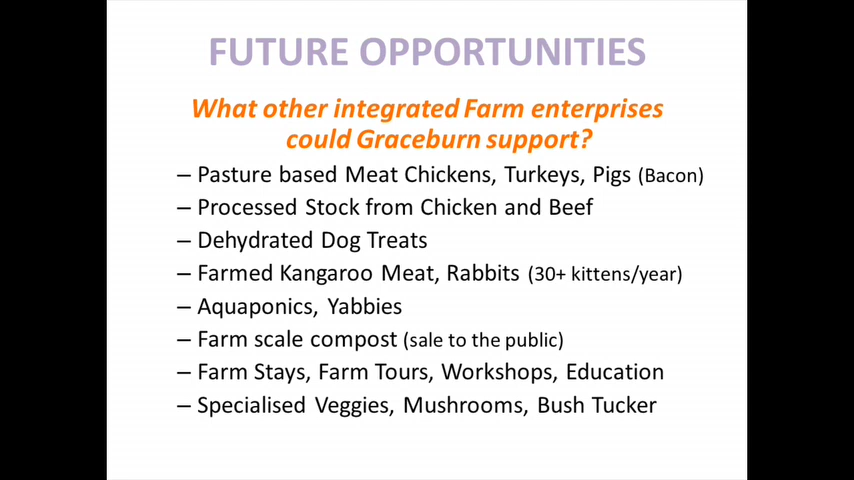 FUTURE OPPORTUNITIES
What other integrated Farm enterprises
could Graceburn support?
– Pasture based Meat Chickens, Turkeys, Pigs (Bacon)
– Processed Stock from Chicken and Beef
– Dehydrated Dog Treats
– Farmed Kangaroo Meat, Rabbits (30+ kittens/year)
– Aquaponics, Yabbies
– Farm scale compost (sale to the public)
– Farm Stays, Farm Tours, Workshops, Education
– Specialised Veggies, Mushrooms, Bush Tucker